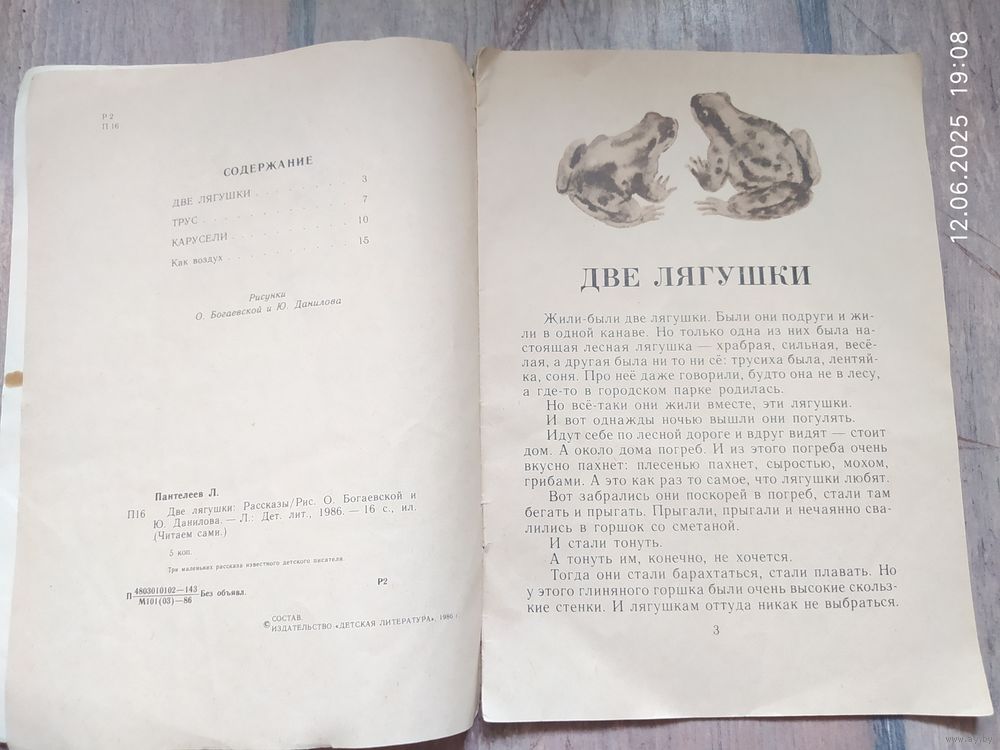 Р 2
П 16
СОДЕРЖАНИЕ
ДВЕ ЛЯГУШКИ . . . . . . . . 3
ТРУС . . . . . . . . . . . 7
КАРУСЕЛИ . . . . . . . . . 10
Как воздух . . . . . . . . . 15
Рисунки
О. Богаевской и Ю. Данилова
Пантелеев Л.
П16 Две лягушки: Рассказы/Рис. О. Богаевской и
Ю. Данилова. — Л.: Дет. лит., 1986. — 16 с., ил.
(Читаем сами.)
5 коп.
Три маленьких рассказа известного детского писателя.
П 4803010102—143 Без объявл.
М101(03)—86
Р2
© СОСТАВ.
ИЗДАТЕЛЬСТВО «ДЕТСКАЯ ЛИТЕРАТУРА», 1986 г.
ДВЕ ЛЯГУШКИ
Жили-были две лягушки. Были они подруги и жи-
ли в одной канаве. Но только одна из них была на-
стоящая лесная лягушка — храбрая, сильная, весё-
лая, а другая была ни то ни сё: трусиха была, лентяй-
ка, соня. Про неё даже говорили, будто она не в лесу,
а где-то в городском парке родилась.
Но всё-таки они жили вместе, эти лягушки.
И вот однажды ночью вышли они погулять.
Идут себе по лесной дороге и вдруг видят — стоит
дом. А около дома погреб. И из этого погреба очень
вкусно пахнет: плесенью пахнет, сыростью, мохом,
грибами. А это как раз то самое, что лягушки любят.
Вот забрались они поскорей в погреб, стали там
бегать и прыгать. Прыгали, прыгали и нечаянно сва-
лились в горшок со сметаной.
И стали тонуть.
А тонуть им, конечно, не хочется.
Тогда они стали барахтаться, стали плавать. Но
у этого глиняного горшка были очень высокие скольз-
кие стенки. И лягушкам оттуда никак не выбраться.
3
12.06.2025 19:08
www.ay.by